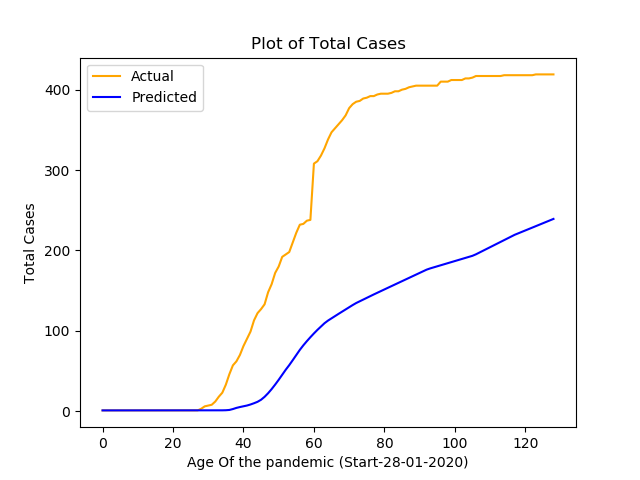 Plot of Total Cases
Actual
Predicted
400
300
200
100
0
Total Cases
0 20 40 60 80 100 120
Age Of the pandemic (Start-28-01-2020)